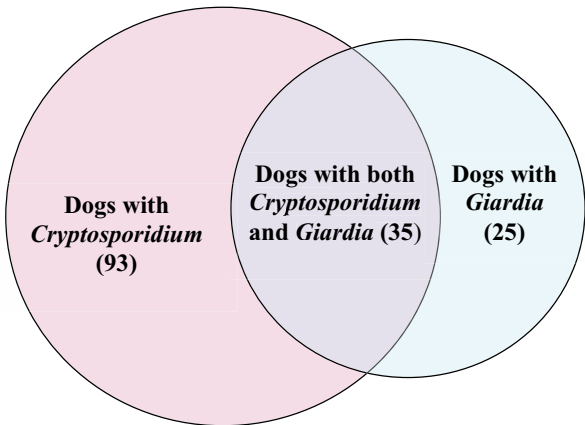 Dogs with
Cryptosporidium
(93)
Dogs with both
Cryptosporidium
and Giardia (35)
Dogs with
Giardia
(25)